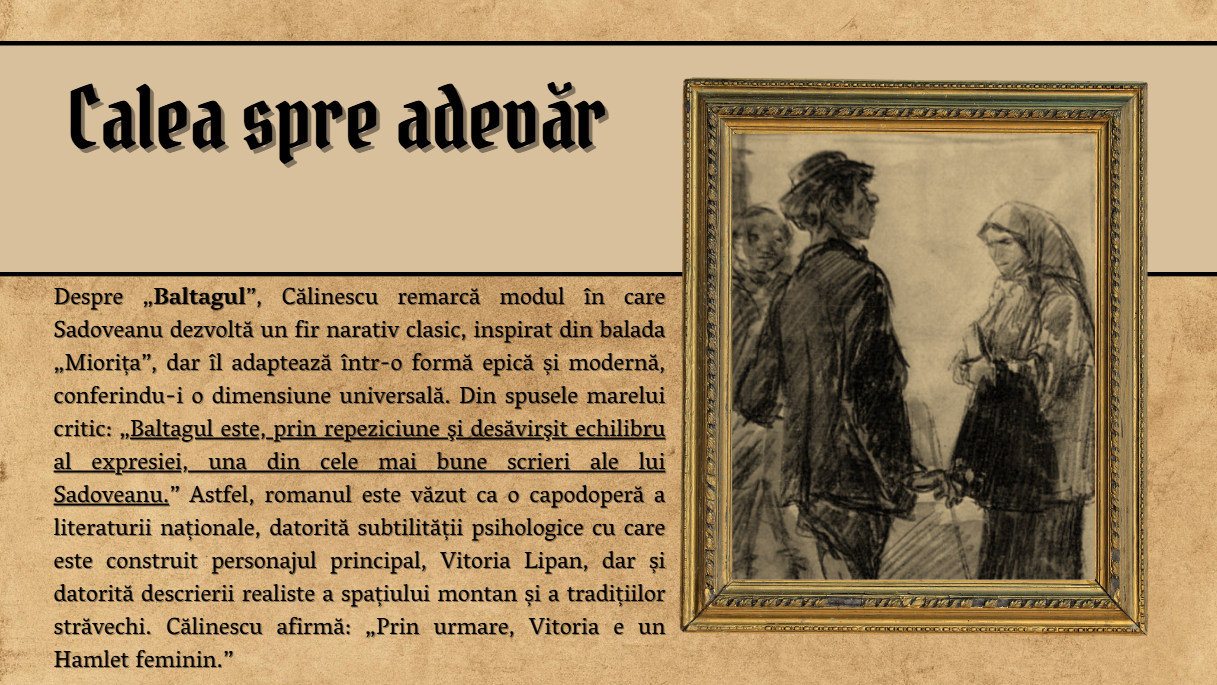 Calea spre adevăr
Despre „Baltagul”, Călinescu remarcă modul în care
Sadoveanu dezvoltă un fir narativ clasic, inspirat din balada
„Miorița”, dar îl adaptează într-o formă epică și modernă,
conferindu-i o dimensiune universală. Din spusele marelui
critic: „Baltagul este, prin repeziciune şi desăvîrşit echilibru
al expresiei, una din cele mai bune scrieri ale lui
Sadoveanu.” Astfel, romanul este văzut ca o capodoperă a
literaturii naționale, datorită subtilității psihologice cu care
este construit personajul principal, Vitoria Lipan, dar și
datorită descrierii realiste a spațiului montan și a tradițiilor
străvechi. Călinescu afirmă: „Prin urmare, Vitoria e un
Hamlet feminin.”